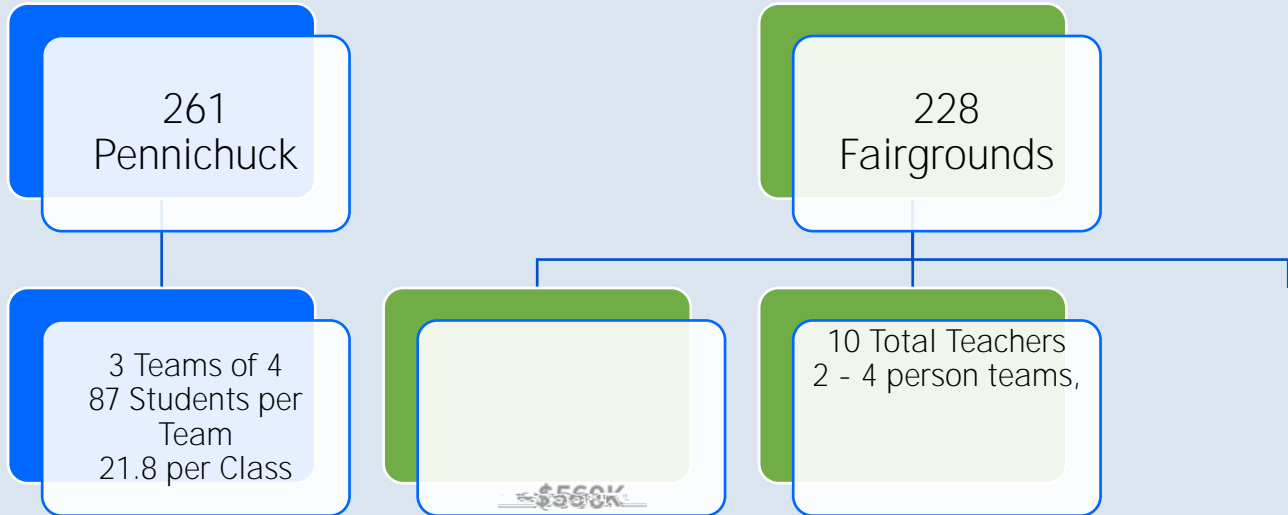 261
Pennichuck
228
Fairgrounds
3 Teams of 4
87 Students per
Team
21.8 per Class
10 Total Teachers
2 - 4 person teams,